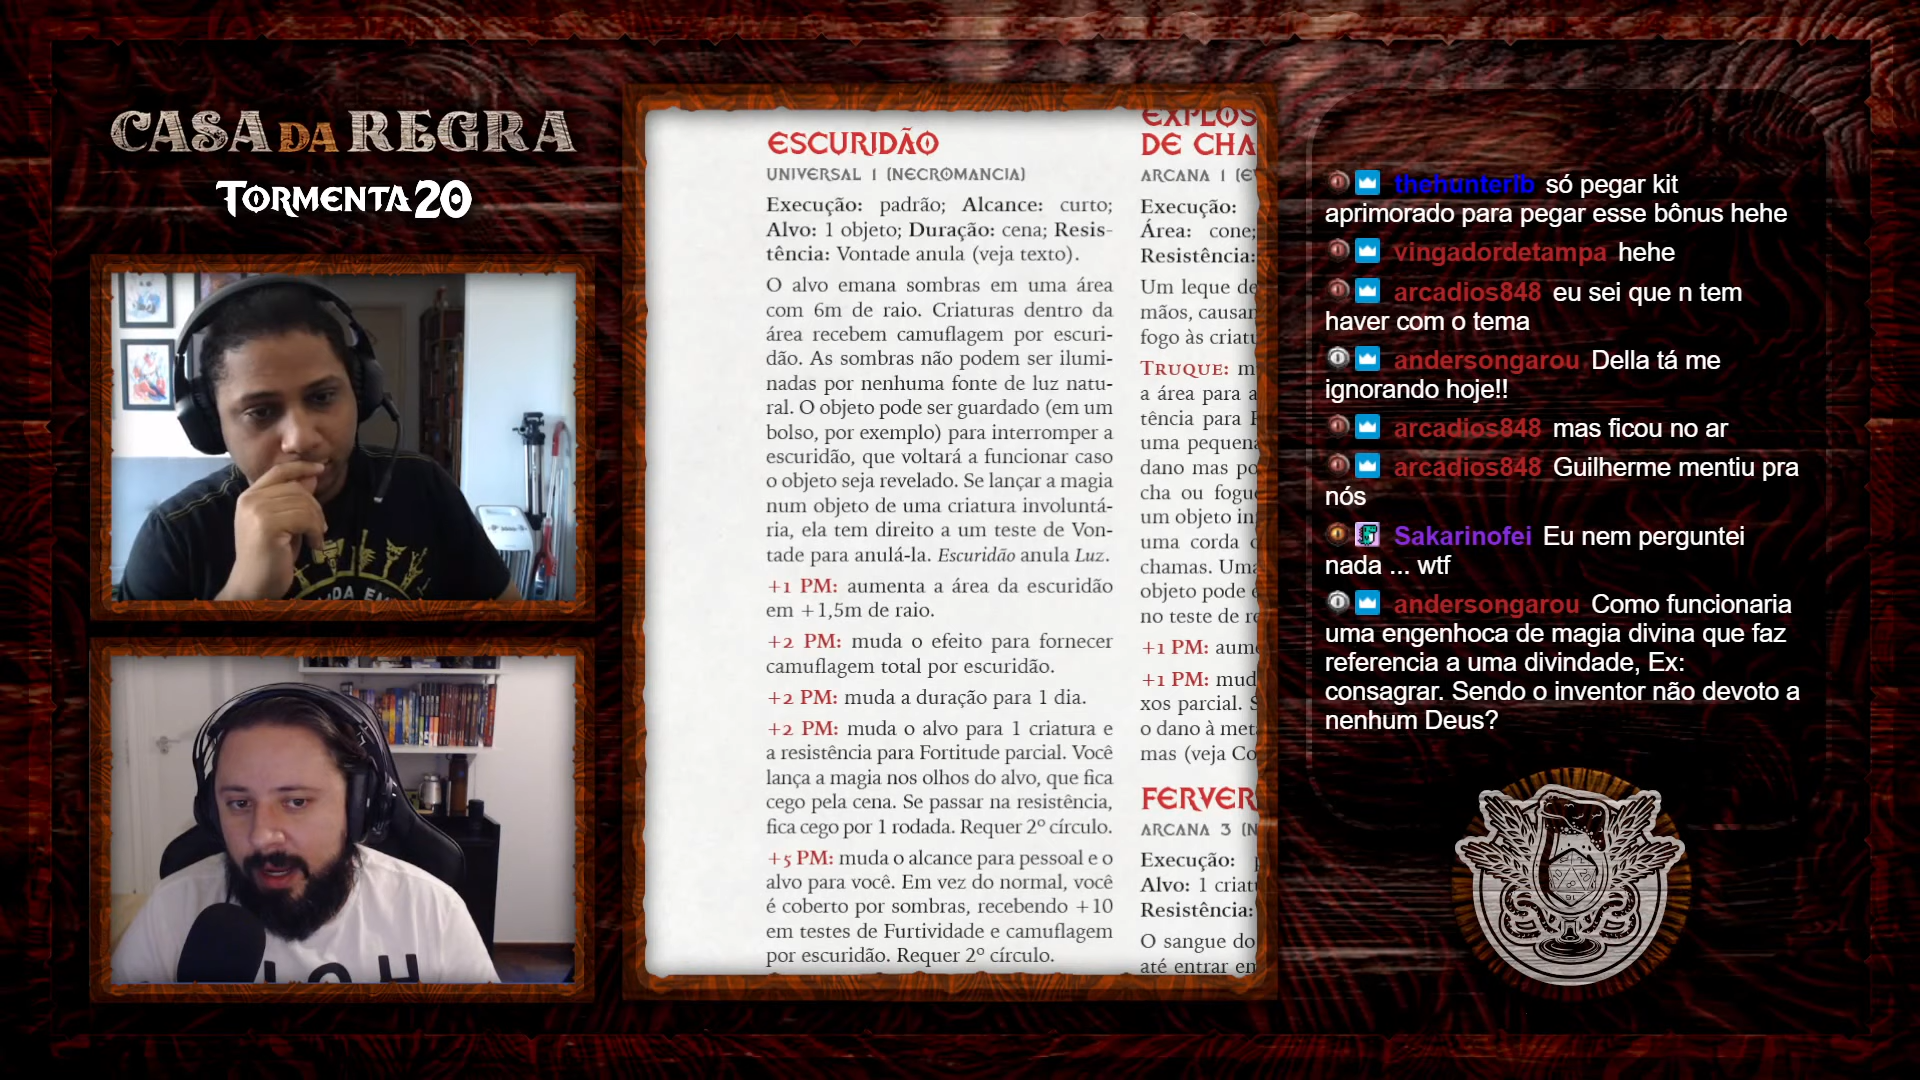 CASA DA REGRA
TORMENTA20
ESCURIDÃO
UNIVERSAL 1 (NECROMANCIA)
Execução: padrão; Alcance: curto;
Alvo: 1 objeto; Duração: cena; Resis-
tência: Vontade anula (veja texto).
O alvo emana sombras em uma área
com 6m de raio. Criaturas dentro da
área recebem camuflagem por escuri-
dão. As sombras não podem ser ilumi-
nadas por nenhuma fonte de luz natu-
ral. O objeto pode ser guardado (em um
bolso, por exemplo) para interromper a
escuridão, que voltará a funcionar caso
o objeto seja revelado. Se lançar a magia
num objeto de uma criatura involuntá-
ria, ela tem direito a um teste de Von-
tade para anulá-la. Escuridão anula Luz.
+1 PM: aumenta a área da escuridão
em +1,5m de raio.
+2 PM: muda o efeito para fornecer
camuflagem total por escuridão.
+2 PM: muda a duração para 1 dia.
+2 PM: muda o alvo para 1 criatura e
a resistência para Fortitude parcial. Você
lança a magia nos olhos do alvo, que fica
cego pela cena. Se passar na resistência,
fica cego por 1 rodada. Requer 2º círculo.
+5 PM: muda o alcance para pessoal e o
alvo para você. Em vez do normal, você
é coberto por sombras, recebendo +10
em testes de Furtividade e camuflagem
por escuridão. Requer 2º círculo.
EXPLOS
DE CHA
ARCANA 1 (E
Execução:
Área: cone;
Resistência:
Um leque de
mãos, causan
fogo às criatu
TRUQUE: m
a área para a
tência para
uma pequena
dano mas po
cha ou fogue
um objeto in
uma corda
chamas. Uma
objeto pode
no teste de re
+1 PM: aume
+1 PM: mud
xos parcial. S
o dano à met
mas (veja Co
FERVER
ARCANA 3 (N
Execução:
Alvo: 1 criat
Resistência:
O sangue do
até entrar em
thehunterfb só pegar kit
aprimorado para pegar esse bônus hehe
vingadordetampa hehe
arcadios848 eu sei que n tem
haver com o tema
andersongarou Della tá me
ignorando hoje!!
arcadios848 mas ficou no ar
arcadios848 Guilherme mentiu pra
nós
Sakarinofei Eu nem perguntei
nada ... wtf
andersongarou Como funcionaria
uma engenhoca de magia divina que faz
referencia a uma divindade, Ex:
consagrar. Sendo o inventor não devoto a
nenhum Deus?